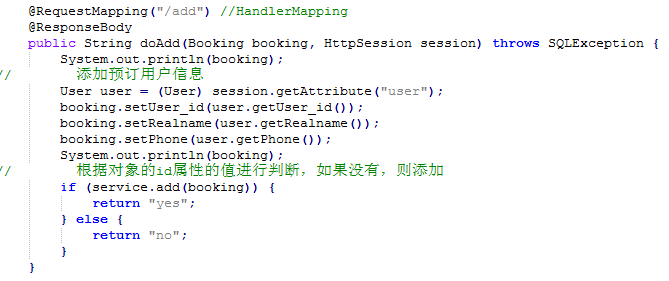 @RequestMapping("/add") //HandlerMapping
@ResponseBody
public String doAdd(Booking booking, HttpSession session) throws SQLException {
System.out.println(booking);
// 添加预订用户信息
User user = (User) session.getAttribute("user");
booking.setUser_id(user.getUser_id());
booking.setRealname(user.getRealname());
booking.setPhone(user.getPhone());
System.out.println(booking);
// 根据对象的id属性的值进行判断，如果没有，则添加
if (service.add(booking)) {
return "yes";
} else {
return "no";
}
}